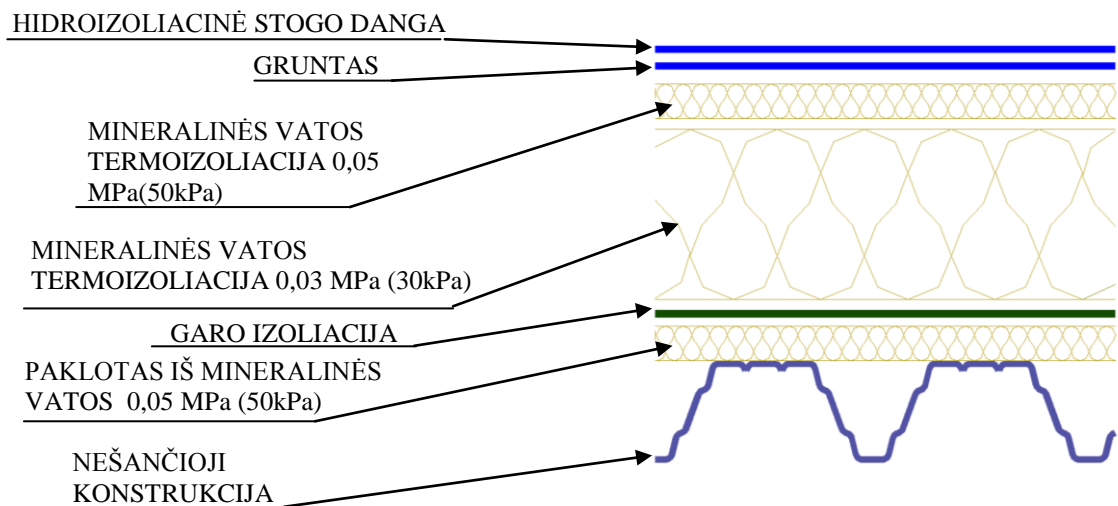 HIDROIZOLIACINĖ STOGO DANGA
GRUNTAS
MINERALINĖS VATOS
TERMOIZOLIACIJA 0,05
MPa(50kPa)
MINERALINĖS VATOS
TERMOIZOLIACIJA 0,03 MPa (30kPa)
GARO IZOLIACIJA
PAKLOTAS IŠ MINERALINĖS
VATOS 0,05 MPa (50kPa)
NEŠANČIOJI
KONSTRUKCIJA